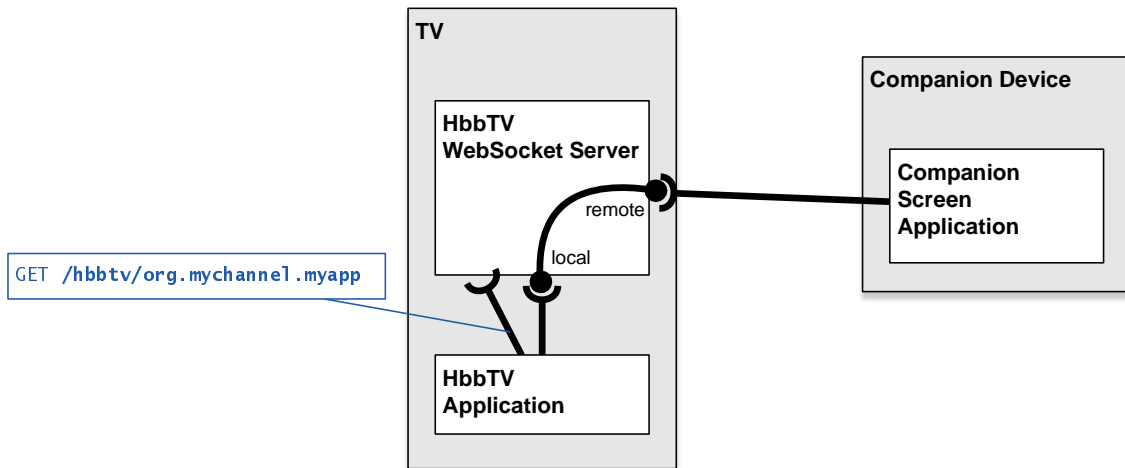 TV
HbbTV
WebSocket Server
remote
local
GET /hbbtv/org.mychannel.myapp
HbbTV
Application
Companion Device
Companion
Screen
Application